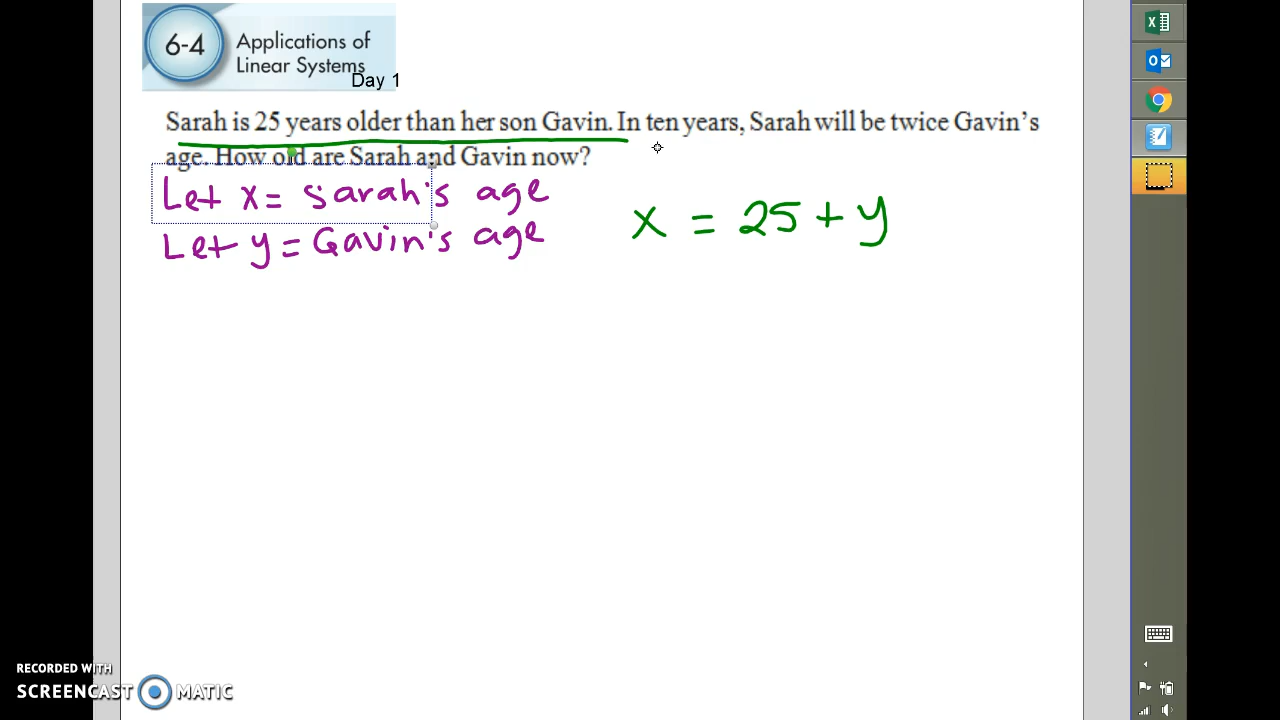 6-4 Applications of
Linear Systems
Day 1
Sarah is 25 years older than her son Gavin. In ten years, Sarah will be twice Gavin's
age. How old are Sarah and Gavin now?
Let x = Sarah's age
Let y = Gavin's age
x = 25 + y
RECORDED WITH
SCREENCAST MATIC